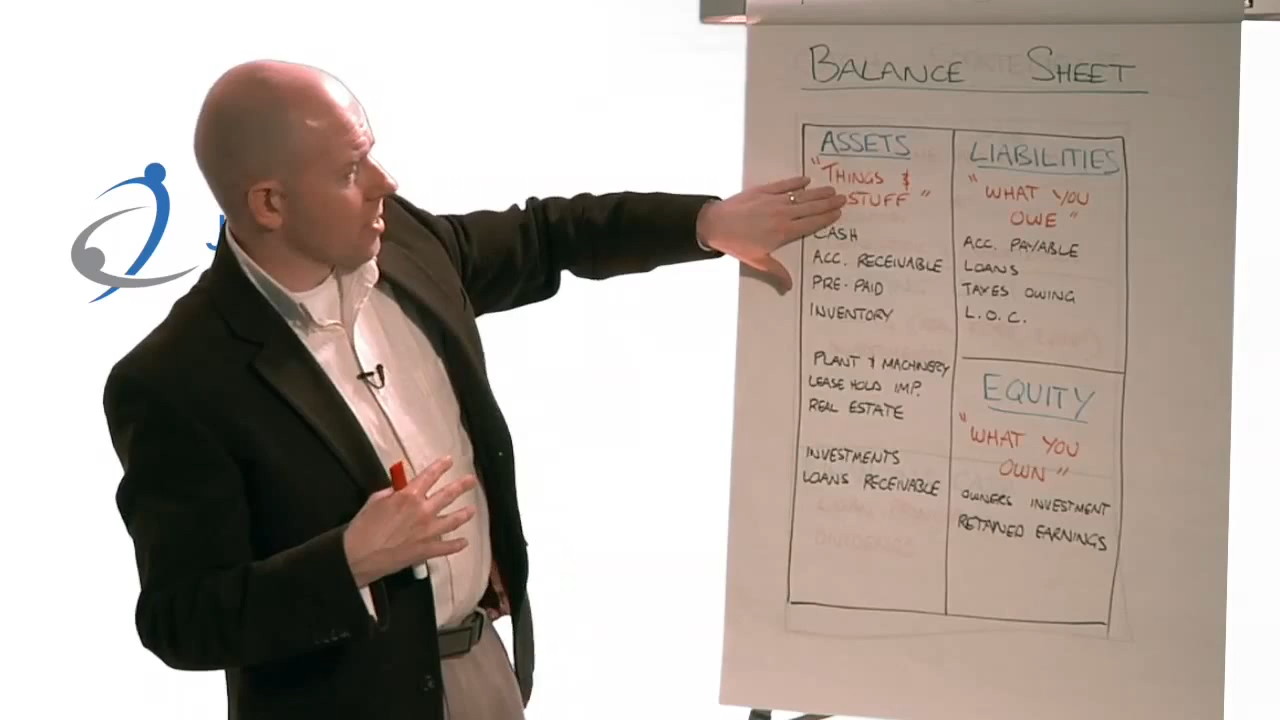 BALANCE SHEET
ASSETS
"THINGS &
STUFF"
CASH
ACC. RECEIVABLE
PRE-PAID
INVENTORY
PLANT & MACHINERY
LEASE HOLD IMP.
REAL ESTATE
INVESTMENTS
LOANS RECEIVABLE
LIABILITIES
"WHAT YOU
OWE"
ACC. PAYABLE
LOANS
TAXES OWING
L.O.C.
EQUITY
"WHAT YOU
OWN"
OWNERS INVESTMENT
RETAINED EARNINGS